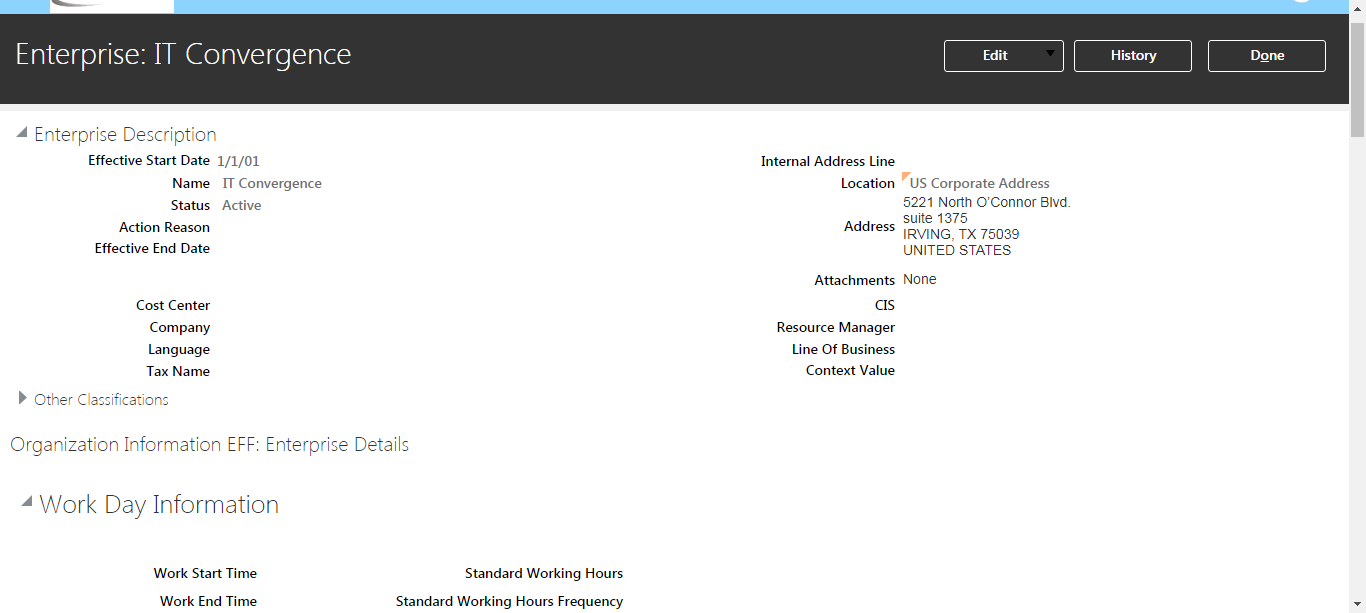 Enterprise: IT Convergence
Edit
History
Done
Enterprise Description
Effective Start Date 1/1/01
Name IT Convergence
Status Active
Action Reason
Effective End Date
Cost Center
Company
Language
Tax Name
Internal Address Line
Location US Corporate Address
Address 5221 North O'Connor Blvd.
suite 1375
IRVING, TX 75039
UNITED STATES
Attachments None
CIS
Resource Manager
Line Of Business
Context Value
Other Classifications
Organization Information EFF: Enterprise Details
Work Day Information
Work Start Time
Standard Working Hours
Work End Time
Standard Working Hours Frequency